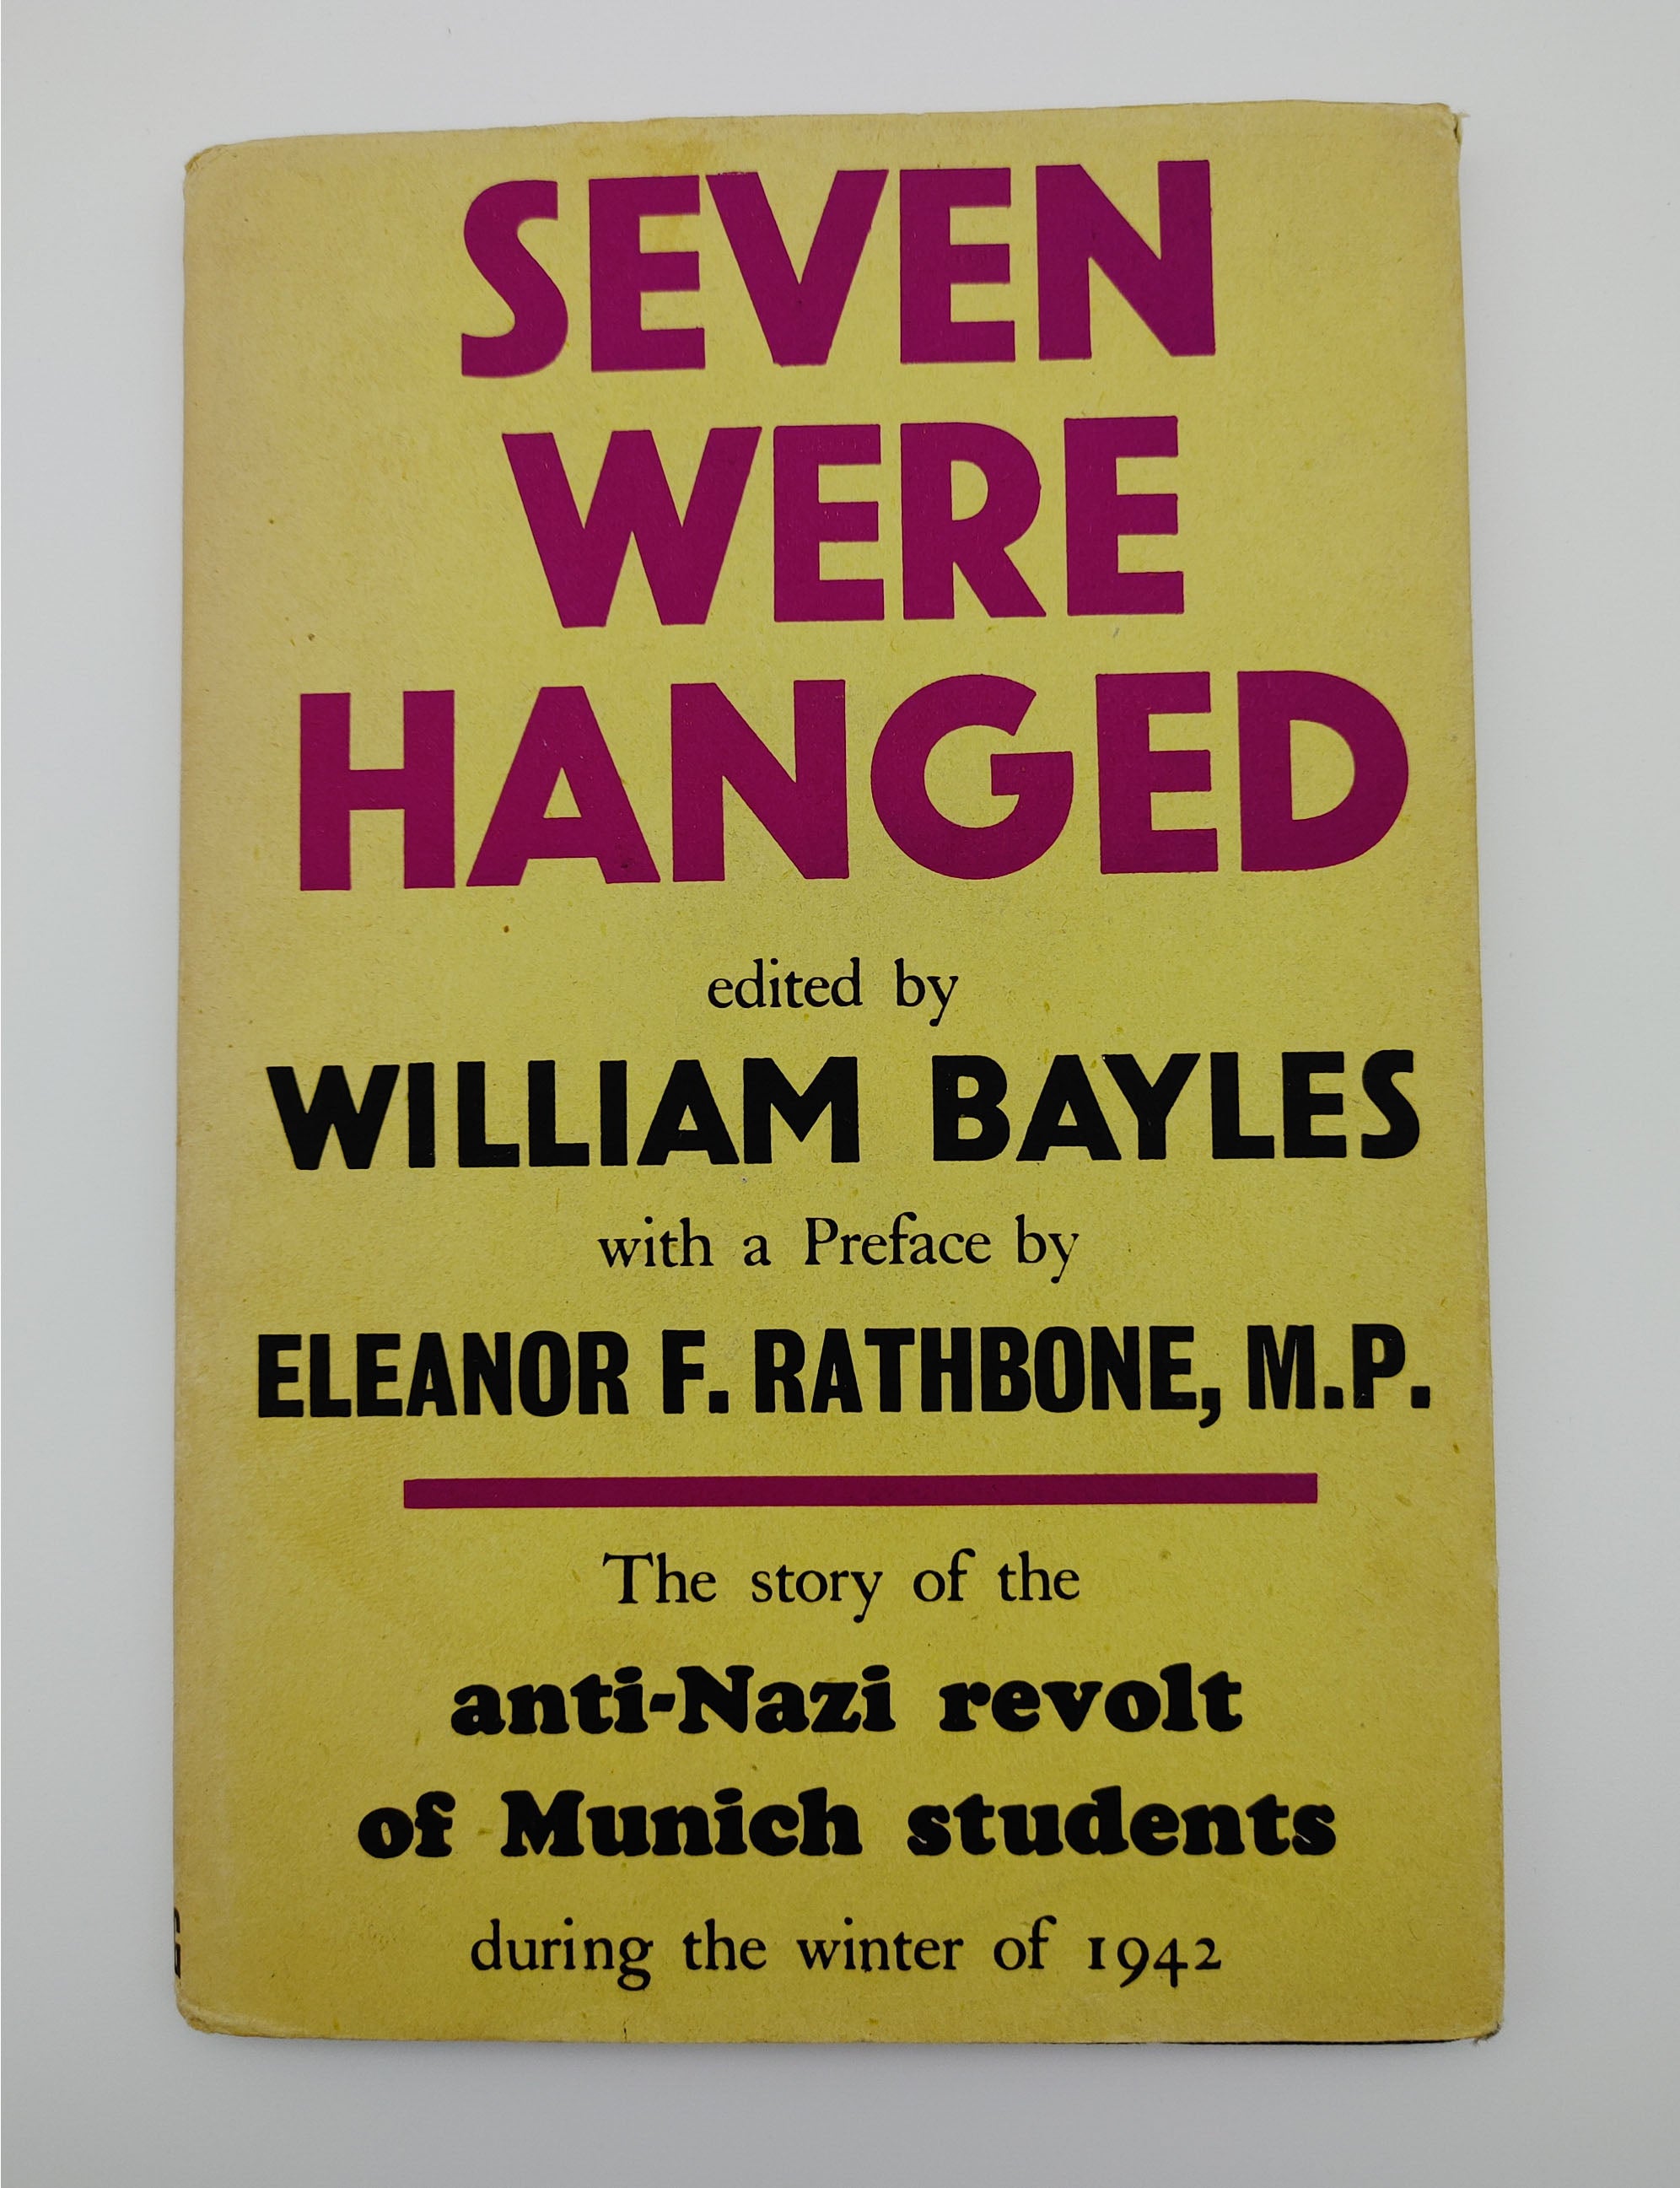 SEVEN
WERE
HANGED
edited by
WILLIAM BAYLES
with a Preface by
ELEANOR F. RATHBONE, M.P.
The story of the
anti-Nazi revolt
of Munich students
during the winter of 1942